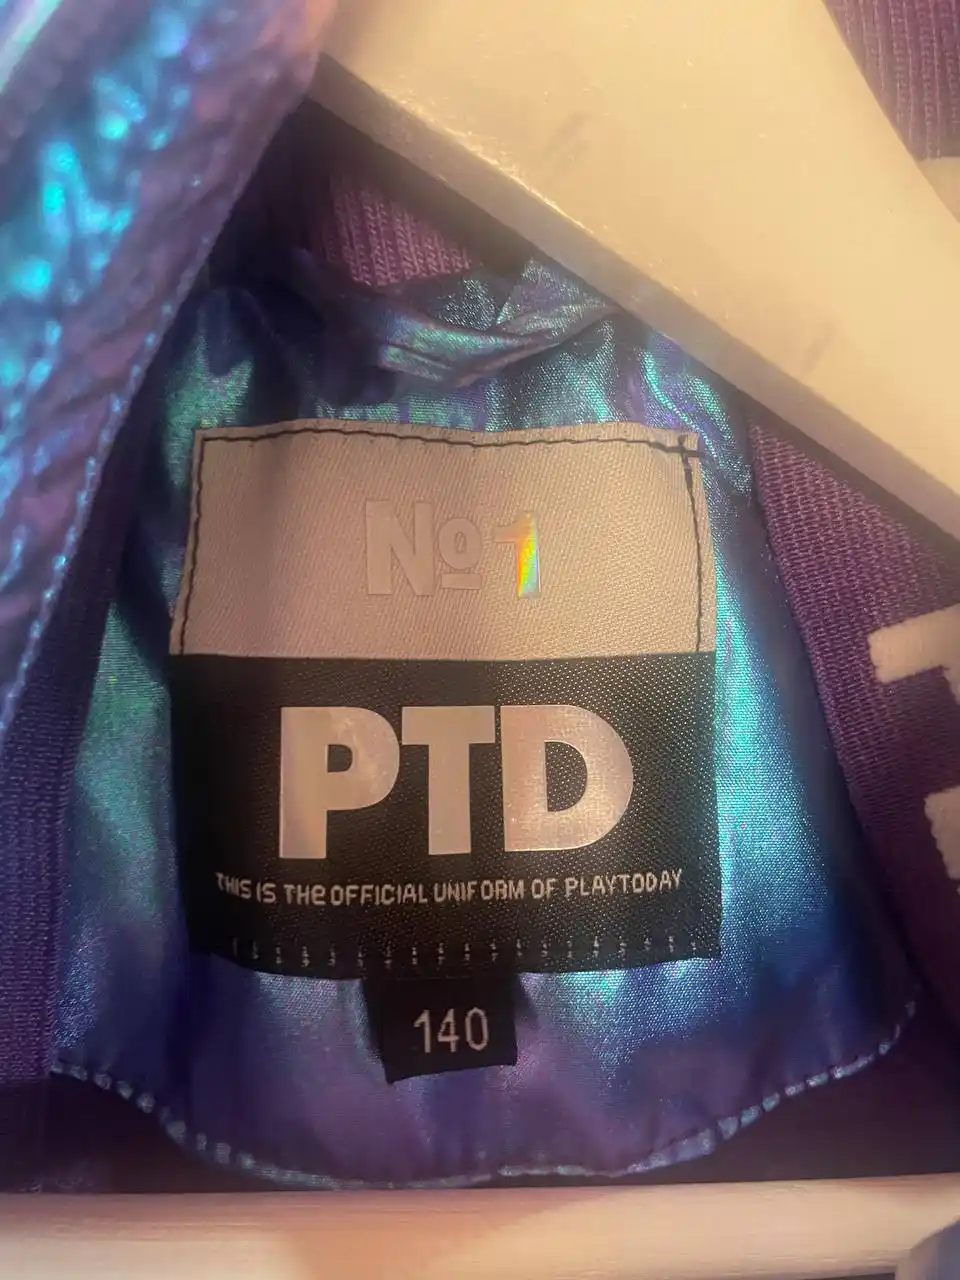 №1
PTD
THIS IS THe OFFICIAL UNIFORM OF PLAYTODAY
140